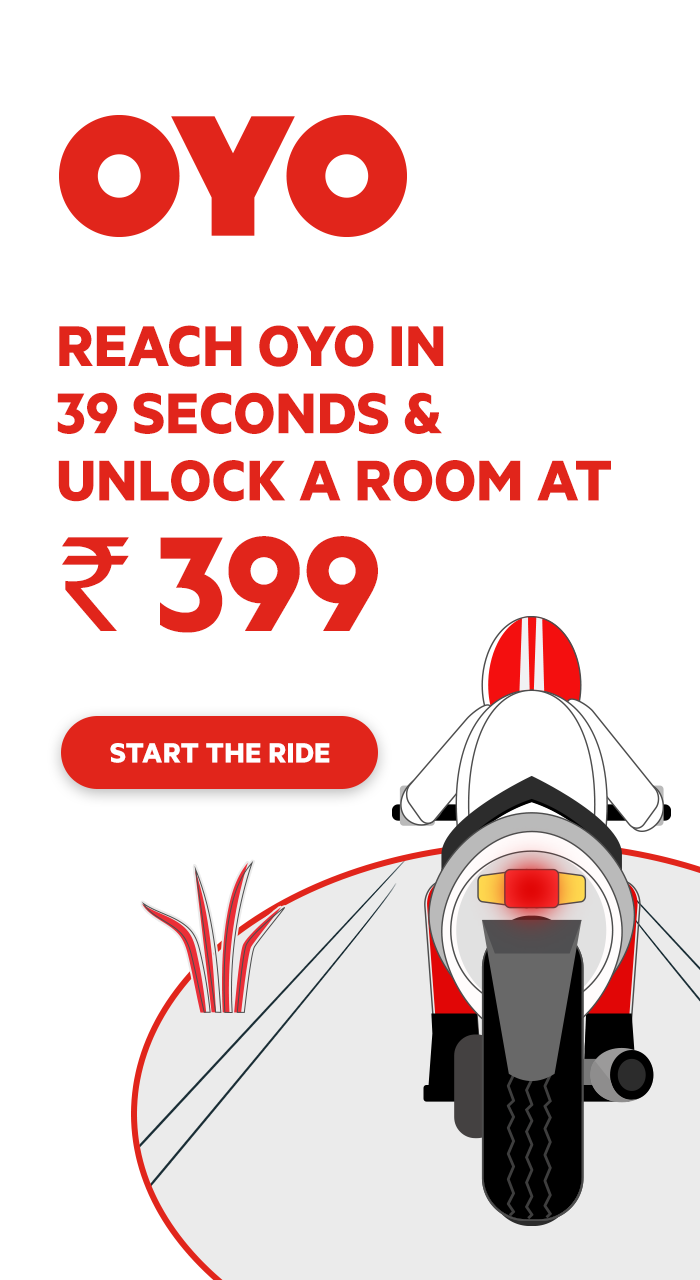 OYO
REACH OYO IN
39 SECONDS &
UNLOCK A ROOM AT
₹ 399
START THE RIDE